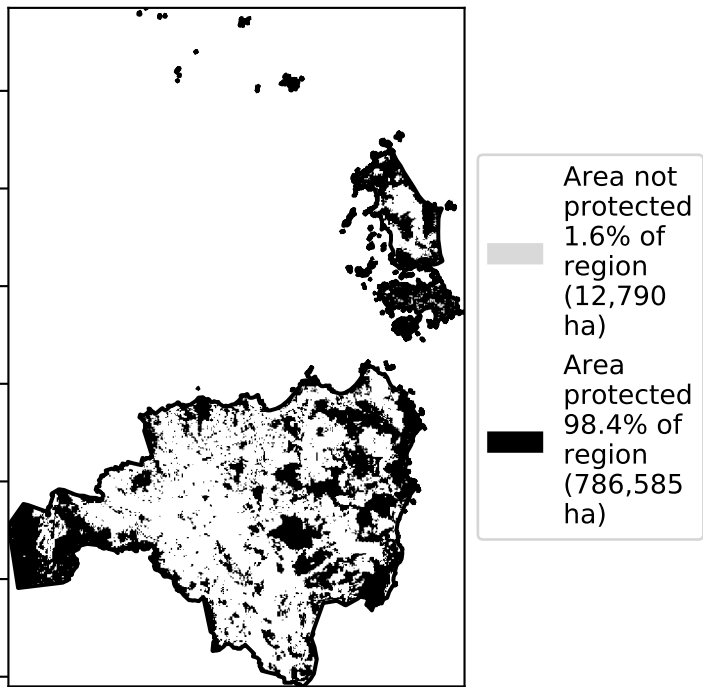 Area not
protected
1.6% of
region
(12,790
ha)
Area
protected
98.4% of
region
(786,585
ha)